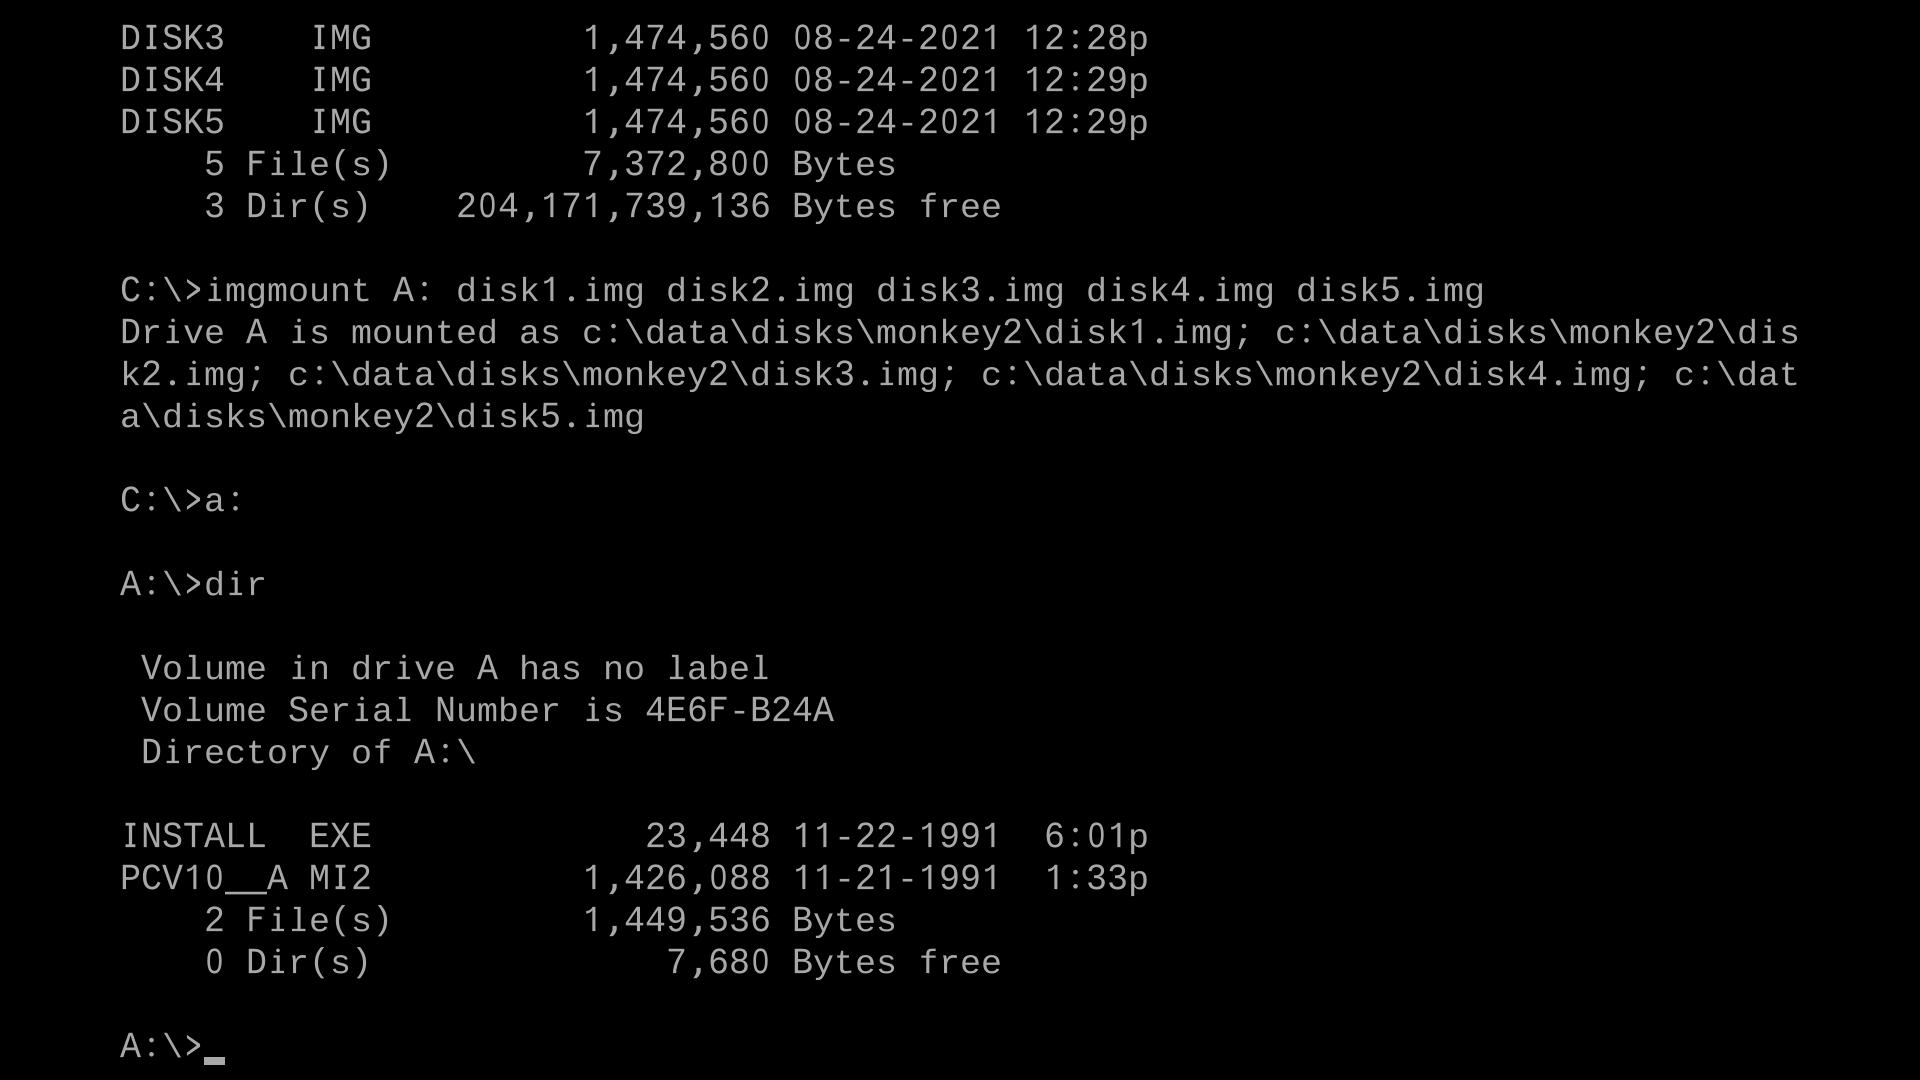 DISK3    IMG          1,474,560 08-24-2021 12:28p
DISK4    IMG          1,474,560 08-24-2021 12:29p
DISK5    IMG          1,474,560 08-24-2021 12:29p
    5 File(s)         7,372,800 Bytes
    3 Dir(s)    204,171,739,136 Bytes free

C:\>imgmount A: disk1.img disk2.img disk3.img disk4.img disk5.img
Drive A is mounted as c:\data\disks\monkey2\disk1.img; c:\data\disks\monkey2\dis
k2.img; c:\data\disks\monkey2\disk3.img; c:\data\disks\monkey2\disk4.img; c:\dat
a\disks\monkey2\disk5.img

C:\>a:

A:\>dir

 Volume in drive A has no label
 Volume Serial Number is 4E6F-B24A
 Directory of A:\

INSTALL  EXE             23,448 11-22-1991  6:01p
PCV10__A MI2          1,426,088 11-21-1991  1:33p
    2 File(s)         1,449,536 Bytes
    0 Dir(s)              7,680 Bytes free

A:\>_